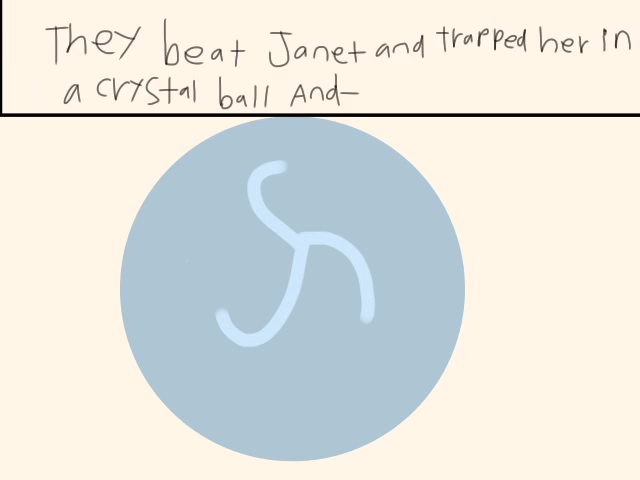 They beat Janet and trapped her in
a crystal ball And—